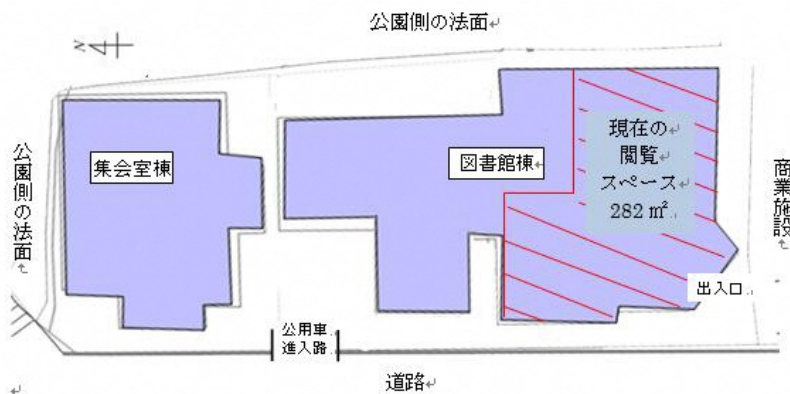 公園側の法面
N
公園側の法面
集会室棟
図書館棟
現在の
閲覧
スペース
282 ㎡
商業施設
出入口
公用車
進入路
道路